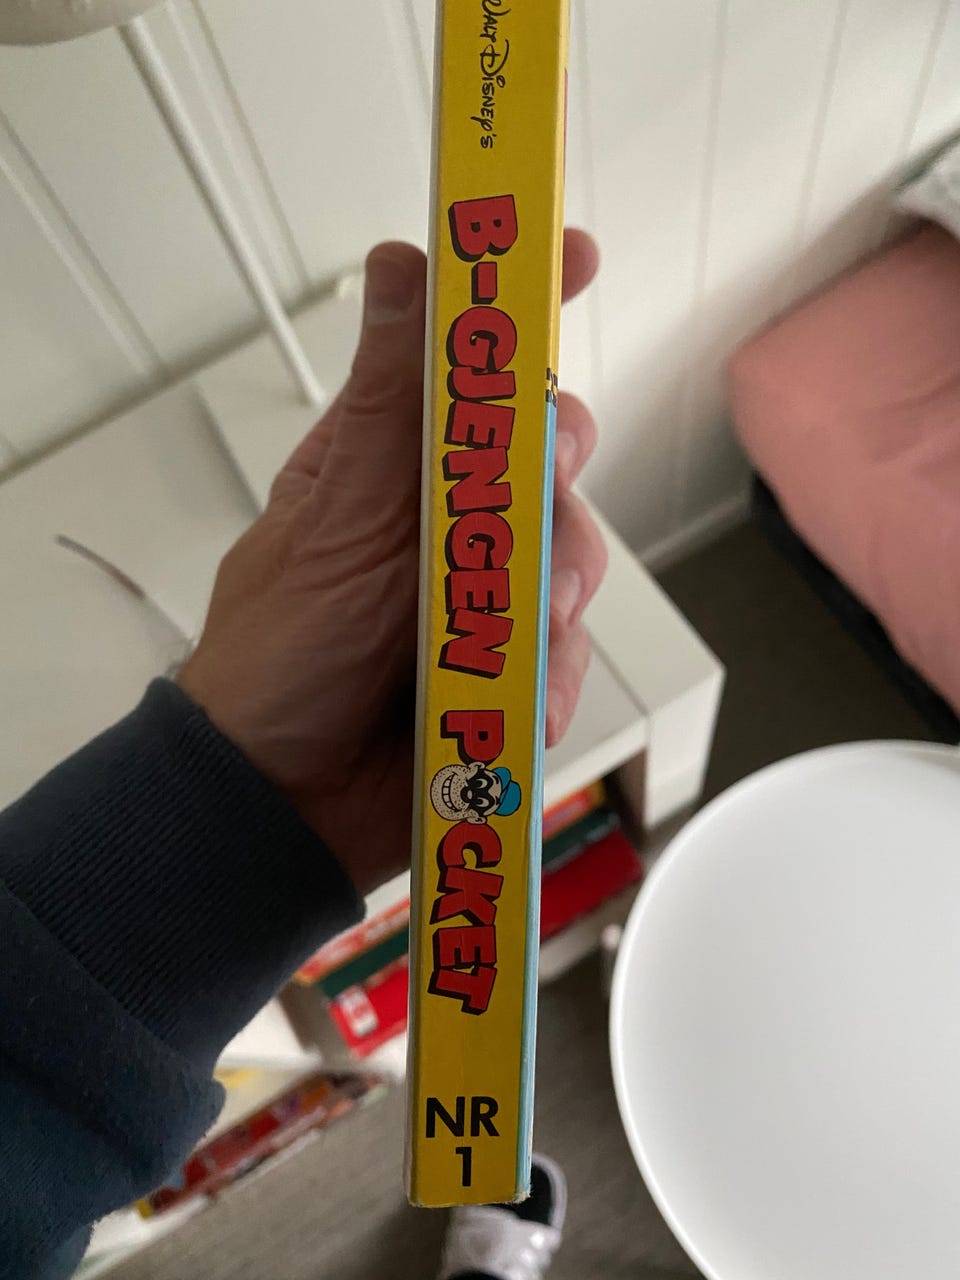 WALT DISNEY'S
B-GJENGEN POCKET
NR
1